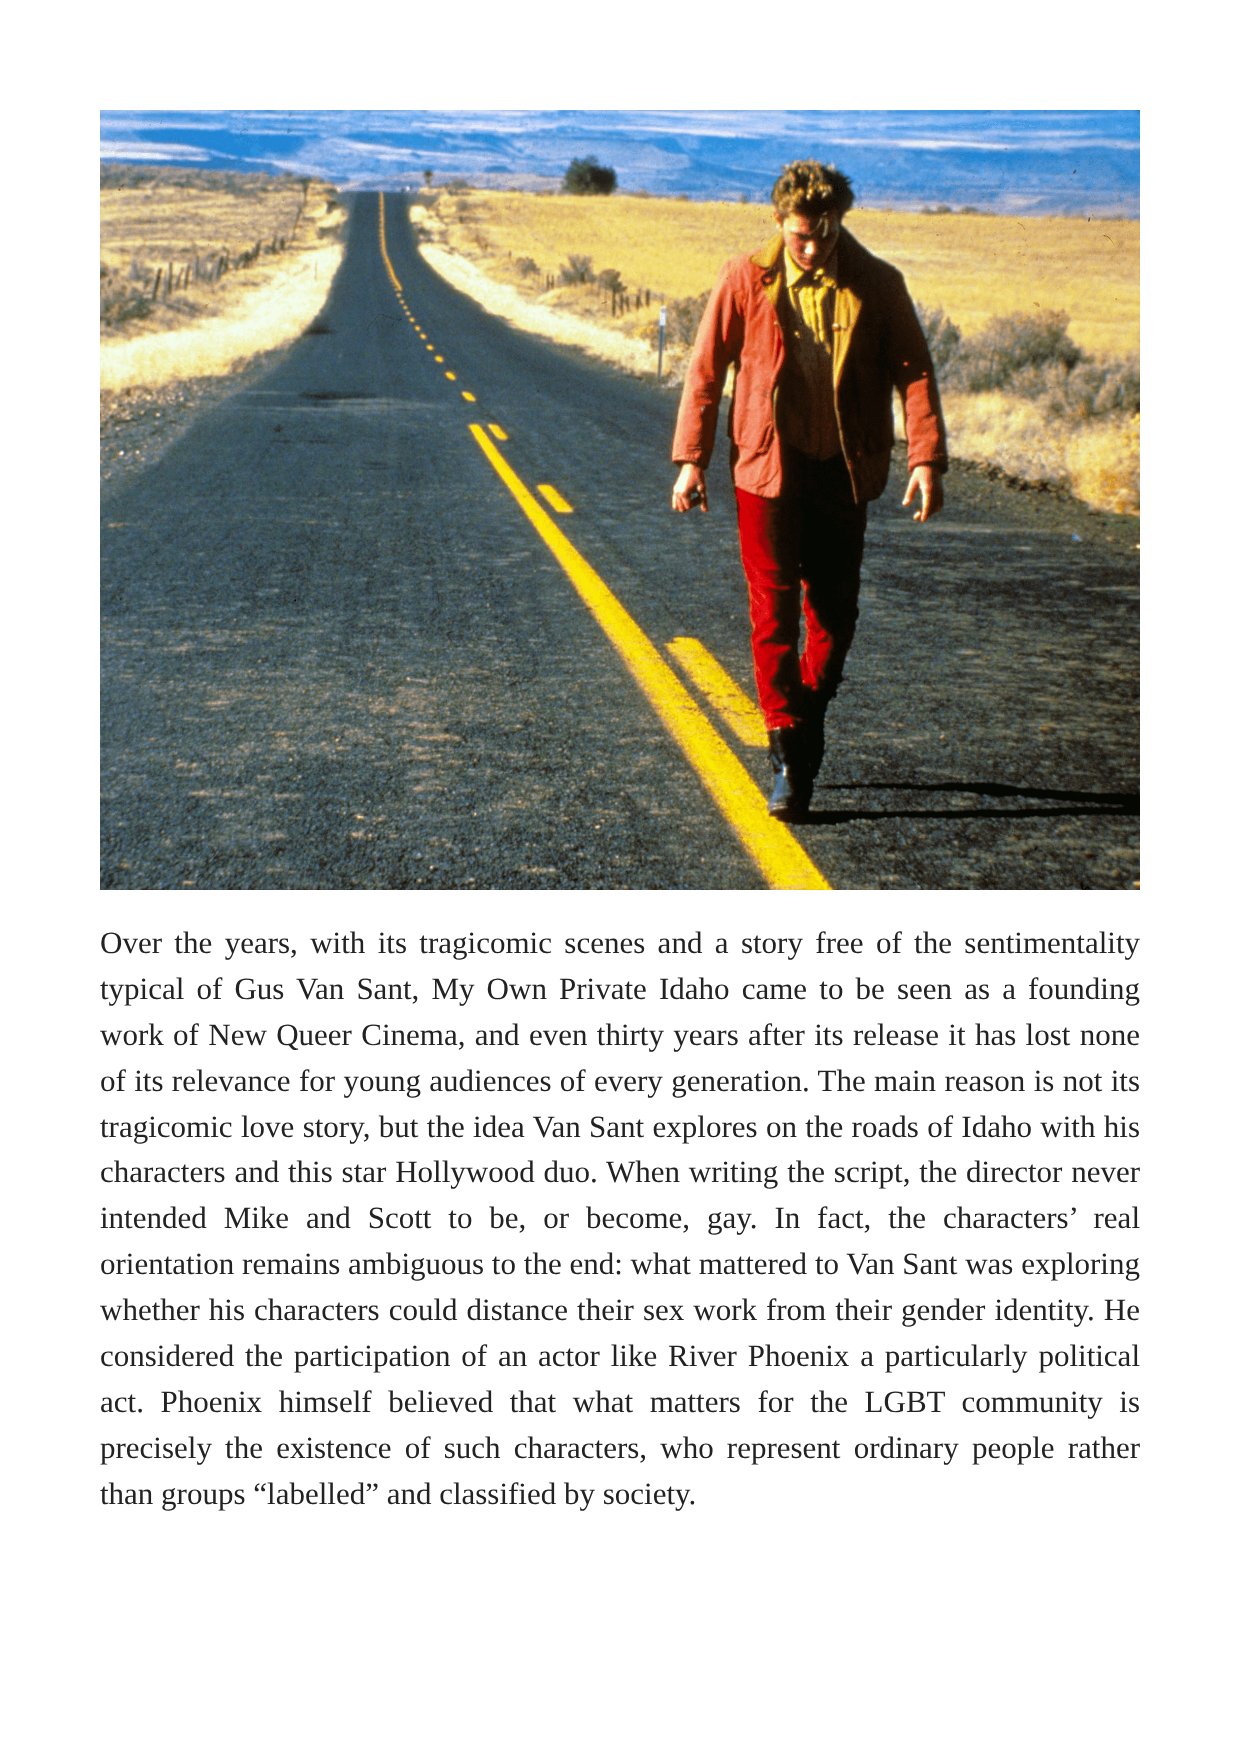 Over the years, with its tragicomic scenes and a story free of the sentimentality
typical of Gus Van Sant, My Own Private Idaho came to be seen as a founding
work of New Queer Cinema, and even thirty years after its release it has lost none
of its relevance for young audiences of every generation. The main reason is not its
tragicomic love story, but the idea Van Sant explores on the roads of Idaho with his
characters and this star Hollywood duo. When writing the script, the director never
intended Mike and Scott to be, or become, gay. In fact, the characters’ real
orientation remains ambiguous to the end: what mattered to Van Sant was exploring
whether his characters could distance their sex work from their gender identity. He
considered the participation of an actor like River Phoenix a particularly political
act. Phoenix himself believed that what matters for the LGBT community is
precisely the existence of such characters, who represent ordinary people rather
than groups “labelled” and classified by society.